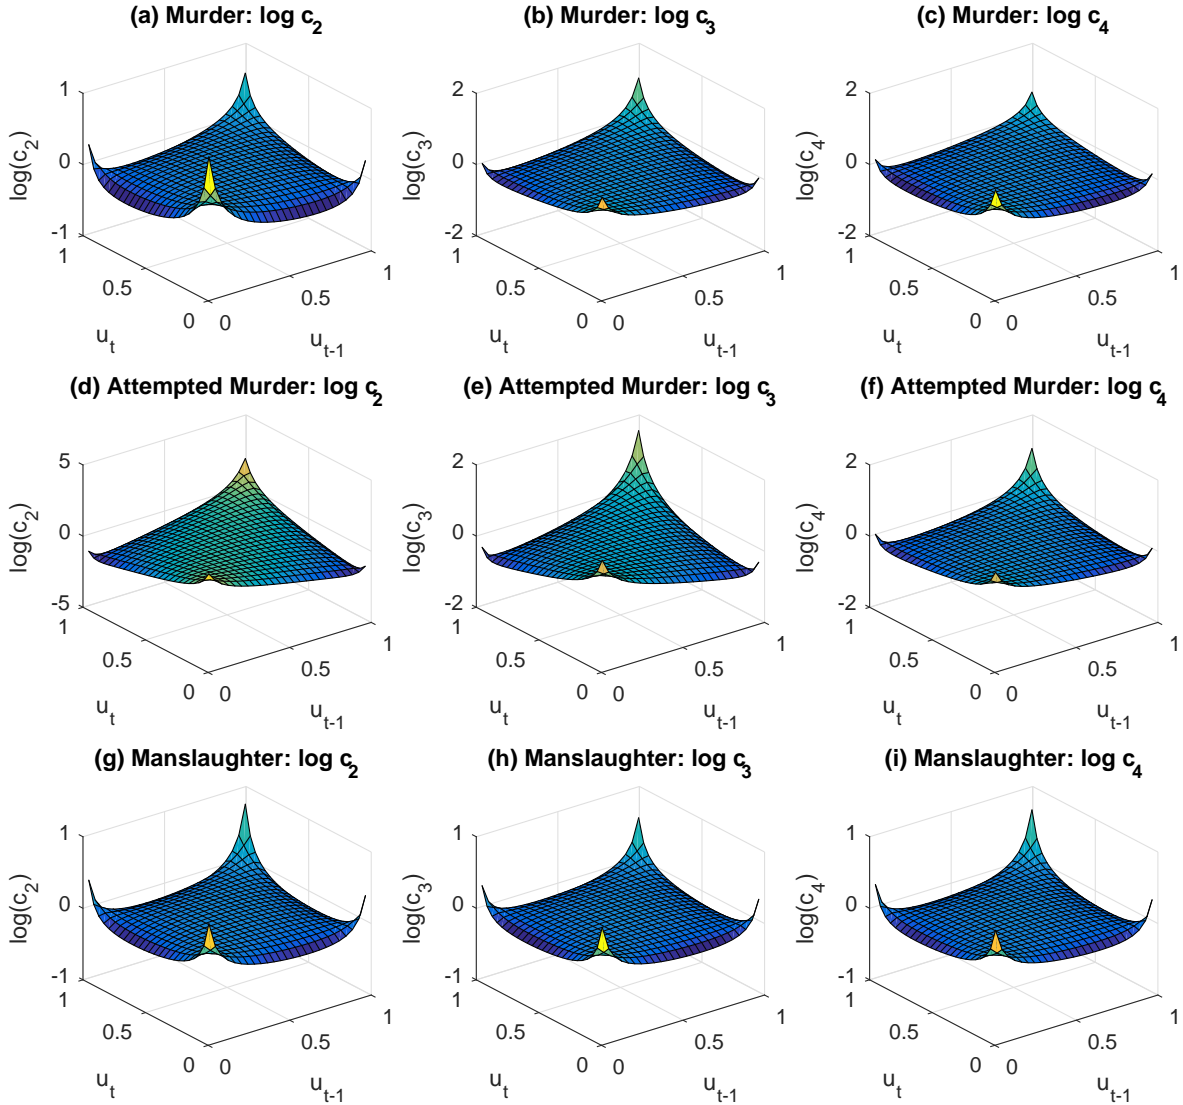 (a) Murder: log c2
(b) Murder: log c3
(c) Murder: log c4
log(c2)
1
0
-1
1
0.5
0
ut
0
0.5
1
ut-1
log(c3)
2
0
-2
1
0.5
0
ut
0
0.5
1
ut-1
log(c4)
2
0
-2
1
0.5
0
ut
0
0.5
1
ut-1
(d) Attempted Murder: log c2
(e) Attempted Murder: log c3
(f) Attempted Murder: log c4
log(c2)
5
0
-5
1
0.5
0
ut
0
0.5
1
ut-1
log(c3)
2
0
-2
1
0.5
0
ut
0
0.5
1
ut-1
log(c4)
2
0
-2
1
0.5
0
ut
0
0.5
1
ut-1
(g) Manslaughter: log c2
(h) Manslaughter: log c3
(i) Manslaughter: log c4
log(c2)
1
0
-1
1
0.5
0
ut
0
0.5
1
ut-1
log(c3)
1
0
-1
1
0.5
0
ut
0
0.5
1
ut-1
log(c4)
1
0
-1
1
0.5
0
ut
0
0.5
1
ut-1